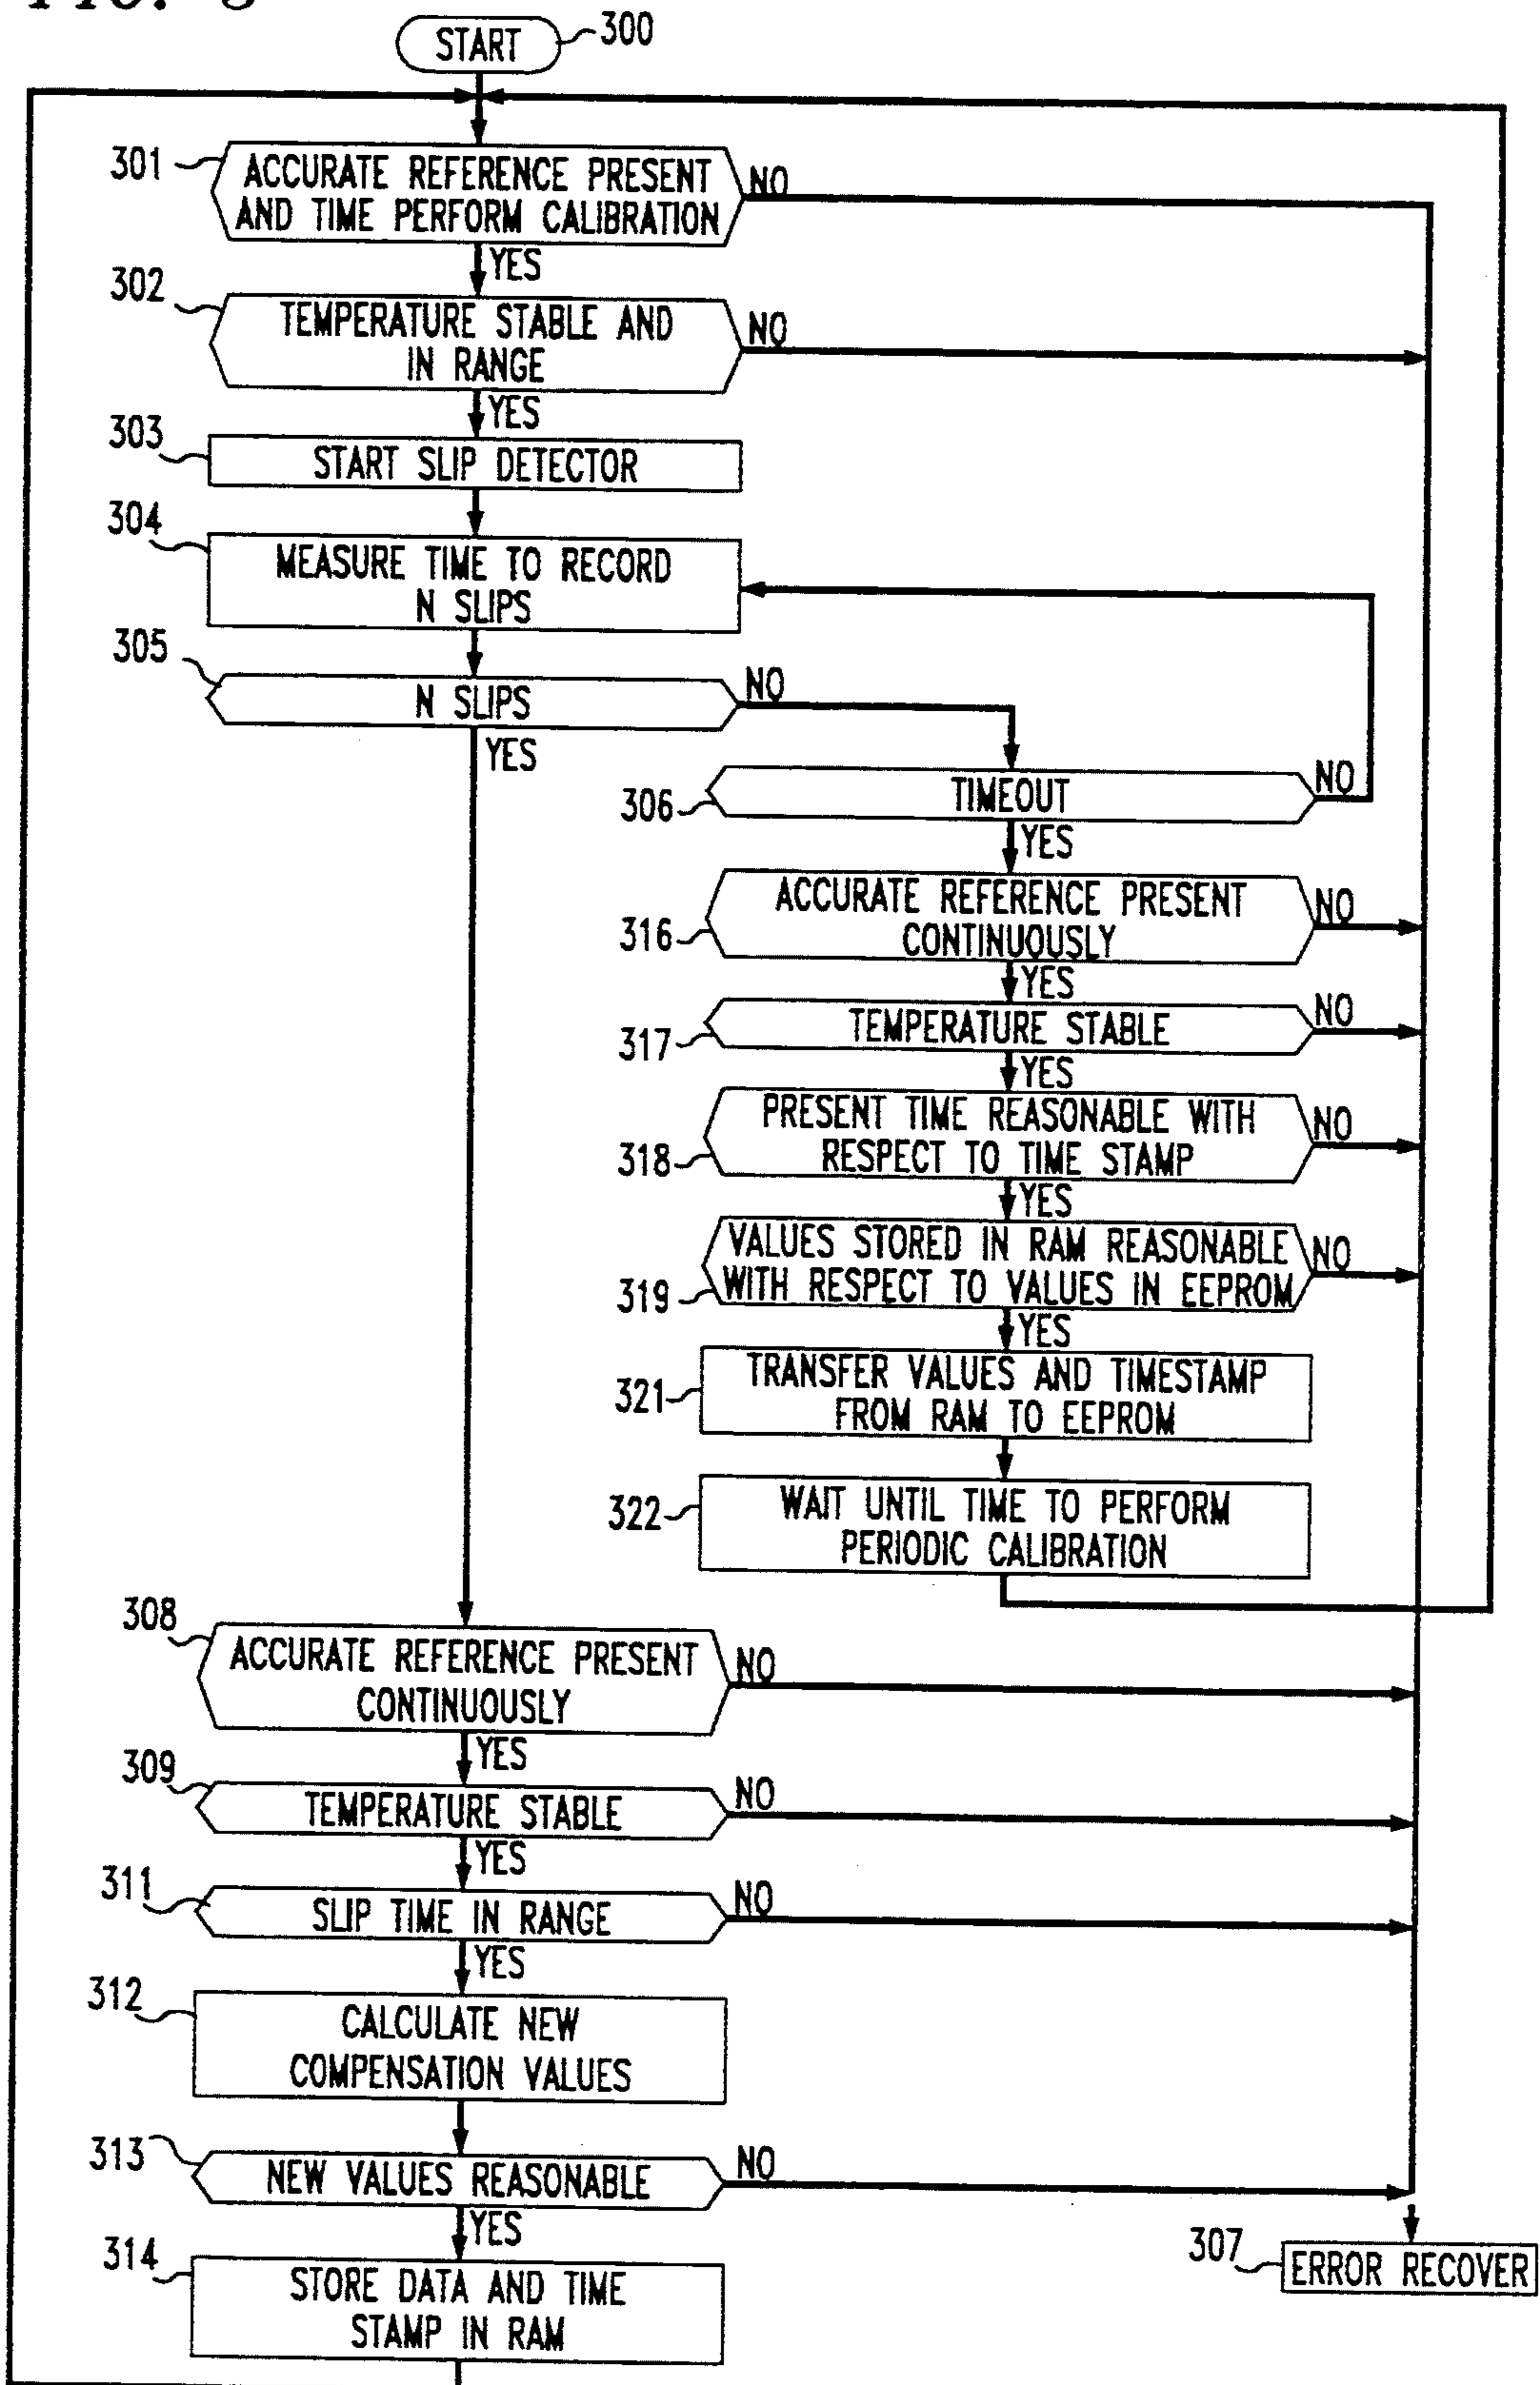 START
300
301
ACCURATE REFERENCE PRESENT
AND TIME PERFORM CALIBRATION
NO
YES
302
TEMPERATURE STABLE AND
IN RANGE
NO
YES
303
START SLIP DETECTOR
304
MEASURE TIME TO RECORD
N SLIPS
305
N SLIPS
NO
YES
306
TIMEOUT
NO
YES
316
ACCURATE REFERENCE PRESENT
CONTINUOUSLY
NO
YES
317
TEMPERATURE STABLE
NO
YES
318
PRESENT TIME REASONABLE WITH
RESPECT TO TIME STAMP
NO
YES
319
VALUES STORED IN RAM REASONABLE
WITH RESPECT TO VALUES IN EEPROM
NO
YES
321
TRANSFER VALUES AND TIMESTAMP
FROM RAM TO EEPROM
322
WAIT UNTIL TIME TO PERFORM
PERIODIC CALIBRATION
308
ACCURATE REFERENCE PRESENT
CONTINUOUSLY
NO
YES
309
TEMPERATURE STABLE
NO
YES
311
SLIP TIME IN RANGE
NO
YES
312
CALCULATE NEW
COMPENSATION VALUES
313
NEW VALUES REASONABLE
NO
YES
314
STORE DATA AND TIME
STAMP IN RAM
307
ERROR RECOVER